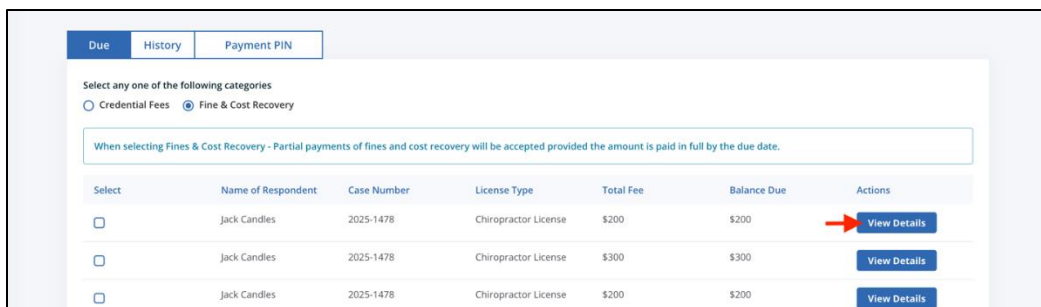 Due History Payment PIN
Select any one of the following categories
Credential Fees Fine & Cost Recovery
When selecting Fines & Cost Recovery - Partial payments of fines and cost recovery will be accepted provided the amount is paid in full by the due date.
Select Name of Respondent Case Number License Type Total Fee Balance Due Actions
Jack Candles 2025-1478 Chiropractor License $200 $200 View Details
Jack Candles 2025-1478 Chiropractor License $300 $300 View Details
Jack Candles 2025-1478 Chiropractor License $200 $200 View Details